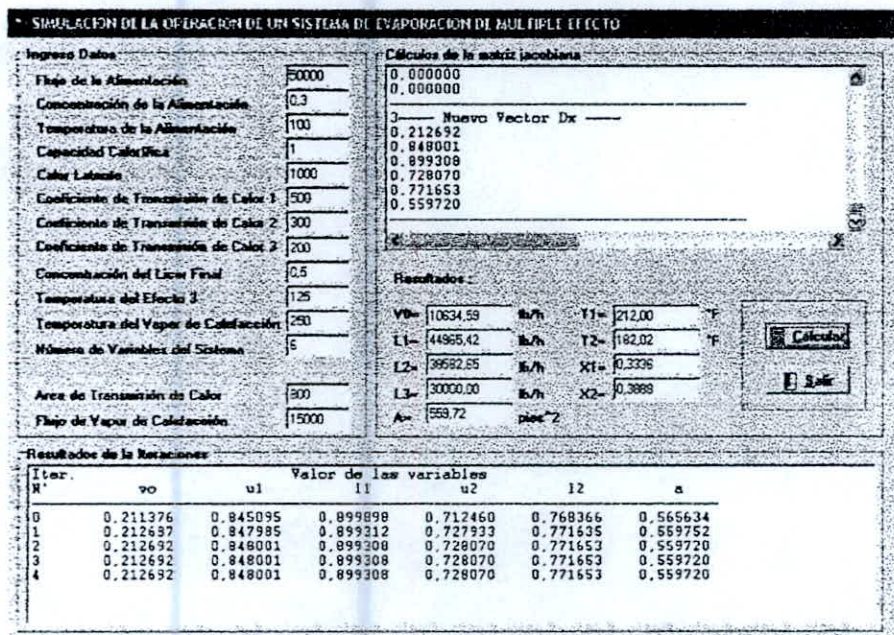 SIMULACION DE LA OPERACION DE UN SISTEMA DE EVAPORACION DE MULTIPLE EFECTO
Ingreso Datos
Flujo de la Alimentación 50000
Concentración de la Alimentación 0,3
Temperatura de la Alimentación 100
Capacidad Calorífica 1
Calor Latente 1000
Coeficiente de Transmisión de Calor 1 500
Coeficiente de Transmisión de Calor 2 300
Coeficiente de Transmisión de Calor 3 200
Concentración del Licor Final 0,5
Temperatura del Efecto 3 125
Temperatura del Vapor de Calefacción 250
Número de Variables del Sistema 6
Area de Transmisión de Calor 800
Flujo de Vapor de Calefacción 15000
Cálculos de la matriz jacobiana
0,000000
0,000000
3---- Nuevo Vector Dx ----
0,212692
0,848001
0,899308
0,728070
0,771653
0,559720
Resultados :
V0= 10634,59 lb/h T1= 212,00 °F
L1= 44965,42 lb/h T2= 182,02 °F
L2= 38582,65 lb/h X1= 0,3336
L3= 30000,00 lb/h X2= 0,3888
A= 559,72 pies^2
Calcular
Salir
Resultados de la Iteraciones
Iter. Valor de las variables
N° vo u1 l1 u2 l2 a
0 0,211376 0,845095 0,899898 0,712460 0,768366 0,565634
1 0,212697 0,847985 0,899312 0,727933 0,771635 0,559752
2 0,212692 0,848001 0,899308 0,728070 0,771653 0,559720
3 0,212692 0,848001 0,899308 0,728070 0,771653 0,559720
4 0,212692 0,848001 0,899308 0,728070 0,771653 0,559720